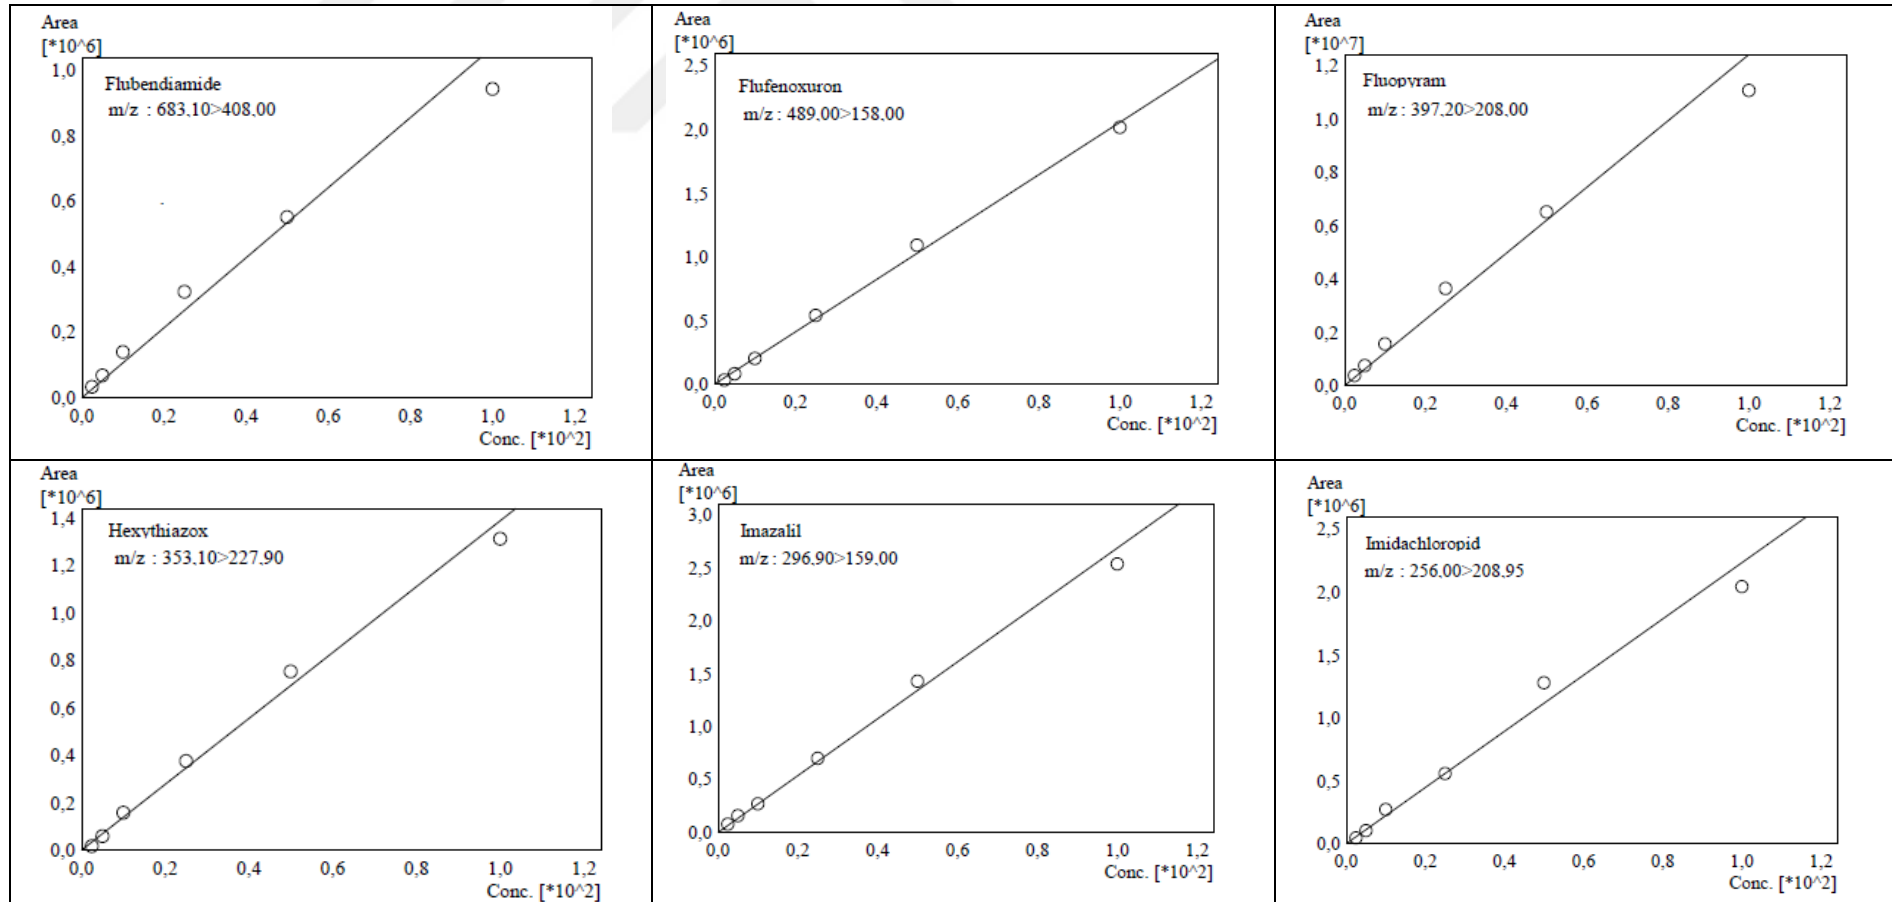 Area
[*10^6]
Flubendiamide
m/z : 683,10>408,00
1,0
0,8
0,6
0,4
0,2
0,0
0,0 0,2 0,4 0,6 0,8 1,0 1,2
Conc. [*10^2]
Area
[*10^6]
Flufenoxuron
m/z : 489,00>158,00
2,5
2,0
1,5
1,0
0,5
0,0
0,0 0,2 0,4 0,6 0,8 1,0 1,2
Conc. [*10^2]
Area
[*10^7]
Fluopyram
m/z : 397,20>208,00
1,2
1,0
0,8
0,6
0,4
0,2
0,0
0,0 0,2 0,4 0,6 0,8 1,0 1,2
Conc. [*10^2]
Area
[*10^6]
Hexythiazox
m/z : 353,10>227,90
1,4
1,2
1,0
0,8
0,6
0,4
0,2
0,0
0,0 0,2 0,4 0,6 0,8 1,0 1,2
Conc. [*10^2]
Area
[*10^6]
Imazalil
m/z : 296,90>159,00
3,0
2,5
2,0
1,5
1,0
0,5
0,0
0,0 0,2 0,4 0,6 0,8 1,0 1,2
Conc. [*10^2]
Area
[*10^6]
Imidachloropid
m/z : 256,00>208,95
2,5
2,0
1,5
1,0
0,5
0,0
0,0 0,2 0,4 0,6 0,8 1,0 1,2
Conc. [*10^2]